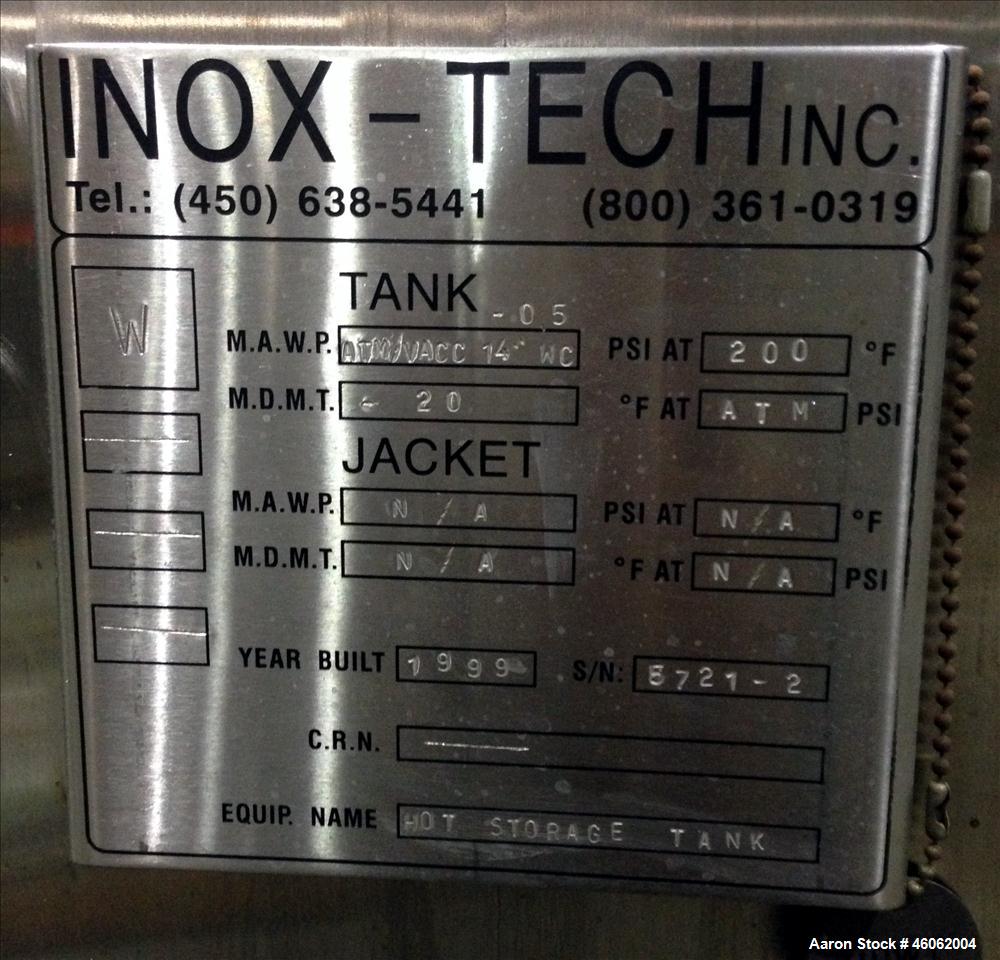 INOX-TECH INC.
Tel.: (450) 638-5441 (800) 361-0319
W
TANK
-05
M.A.W.P. ATM/VACC 14" WC PSI AT 200 °F
M.D.M.T. - 20 °F AT ATM PSI
JACKET
M.A.W.P. N/A PSI AT N/A °F
M.D.M.T. N/A °F AT N/A PSI
YEAR BUILT 1999 S/N: 5721-2
C.R.N. —
EQUIP. NAME HOT STORAGE TANK
Aaron Stock # 46062004